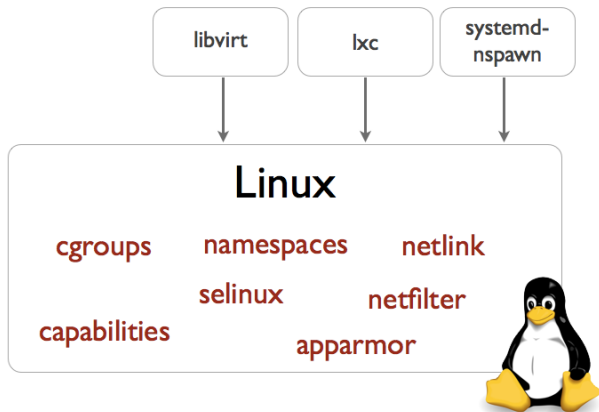 libvirt
lxc
systemd-
nspawn
Linux
cgroups
namespaces
netlink
selinux
netfilter
capabilities
apparmor